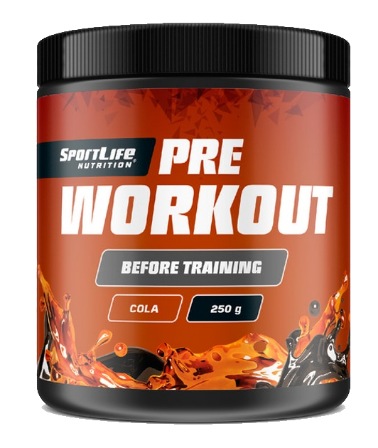 SPORTLIFE
NUTRITION
PRE
WORKOUT
BEFORE TRAINING
COLA
250 g